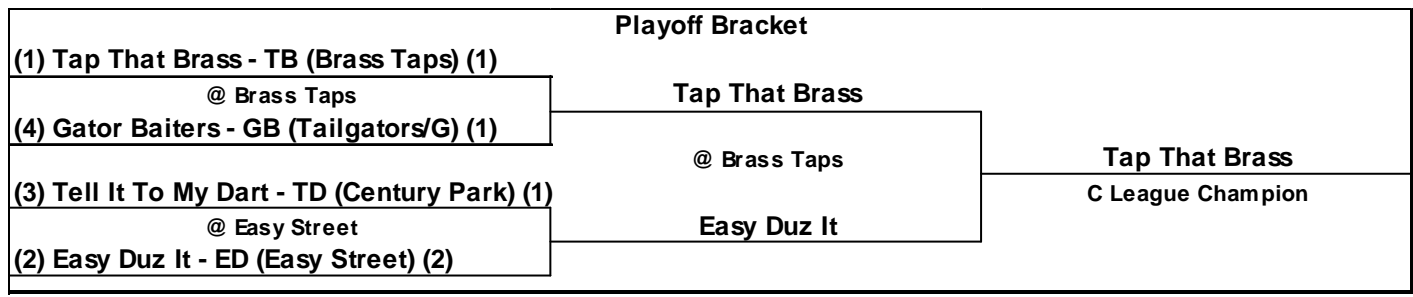 Playoff Bracket
(1) Tap That Brass - TB (Brass Taps) (1)
@ Brass Taps
Tap That Brass
(4) Gator Baiters - GB (Tailgators/G) (1)
@ Brass Taps
Tap That Brass
(3) Tell It To My Dart - TD (Century Park) (1)
C League Champion
@ Easy Street
Easy Duz It
(2) Easy Duz It - ED (Easy Street) (2)